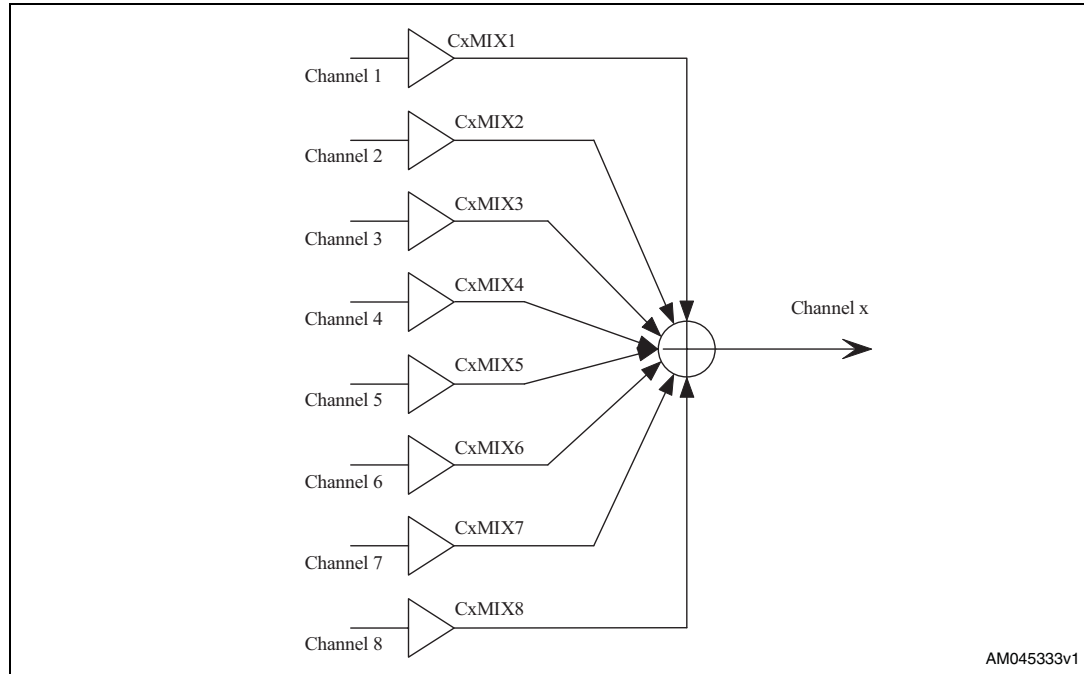 CxMIX1
Channel 1
CxMIX2
Channel 2
CxMIX3
Channel 3
CxMIX4
Channel 4
CxMIX5
Channel 5
CxMIX6
Channel 6
CxMIX7
Channel 7
CxMIX8
Channel 8
Channel x
AM045333v1